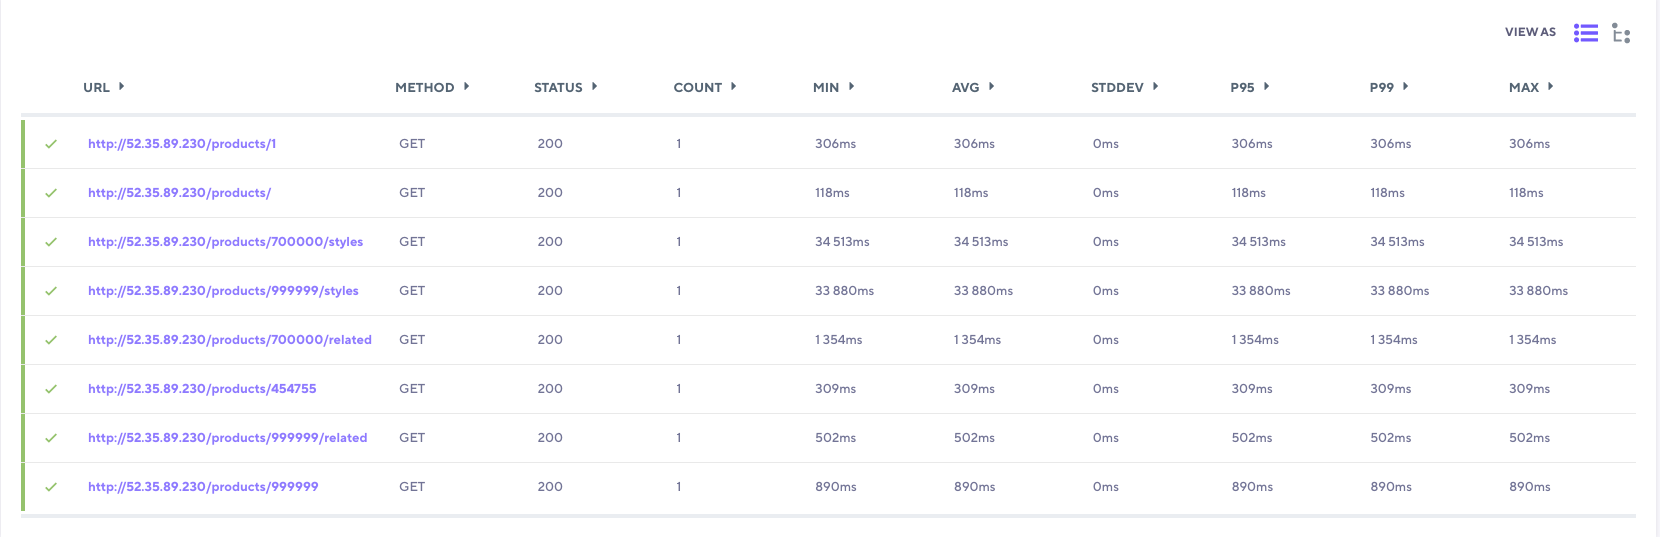 VIEW AS
URL METHOD STATUS COUNT MIN AVG STDDEV P95 P99 MAX
http://52.35.89.230/products/1 GET 200 1 306ms 306ms 0ms 306ms 306ms 306ms
http://52.35.89.230/products/ GET 200 1 118ms 118ms 0ms 118ms 118ms 118ms
http://52.35.89.230/products/700000/styles GET 200 1 34 513ms 34 513ms 0ms 34 513ms 34 513ms 34 513ms
http://52.35.89.230/products/999999/styles GET 200 1 33 880ms 33 880ms 0ms 33 880ms 33 880ms 33 880ms
http://52.35.89.230/products/700000/related GET 200 1 1 354ms 1 354ms 0ms 1 354ms 1 354ms 1 354ms
http://52.35.89.230/products/454755 GET 200 1 309ms 309ms 0ms 309ms 309ms 309ms
http://52.35.89.230/products/999999/related GET 200 1 502ms 502ms 0ms 502ms 502ms 502ms
http://52.35.89.230/products/999999 GET 200 1 890ms 890ms 0ms 890ms 890ms 890ms